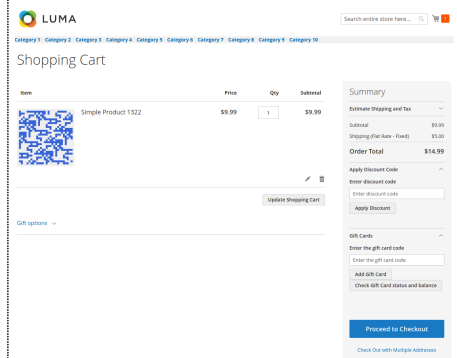 LUMA
Search entire store here...
1
Category 1 Category 2 Category 3 Category 4 Category 5 Category 6 Category 7 Category 8 Category 9 Category 10
Shopping Cart
Item Price Qty Subtotal
Simple Product 1322 $9.99 1 $9.99
Update Shopping Cart
Gift options
Summary
Estimate Shipping and Tax
Subtotal $9.99
Shipping (Flat Rate - Fixed) $5.00
Order Total $14.99
Apply Discount Code
Enter discount code
Enter discount code
Apply Discount
Gift Cards
Enter the gift card code
Enter the gift card code
Add Gift Card
Check Gift Card status and balance
Proceed to Checkout
Check Out with Multiple Addresses